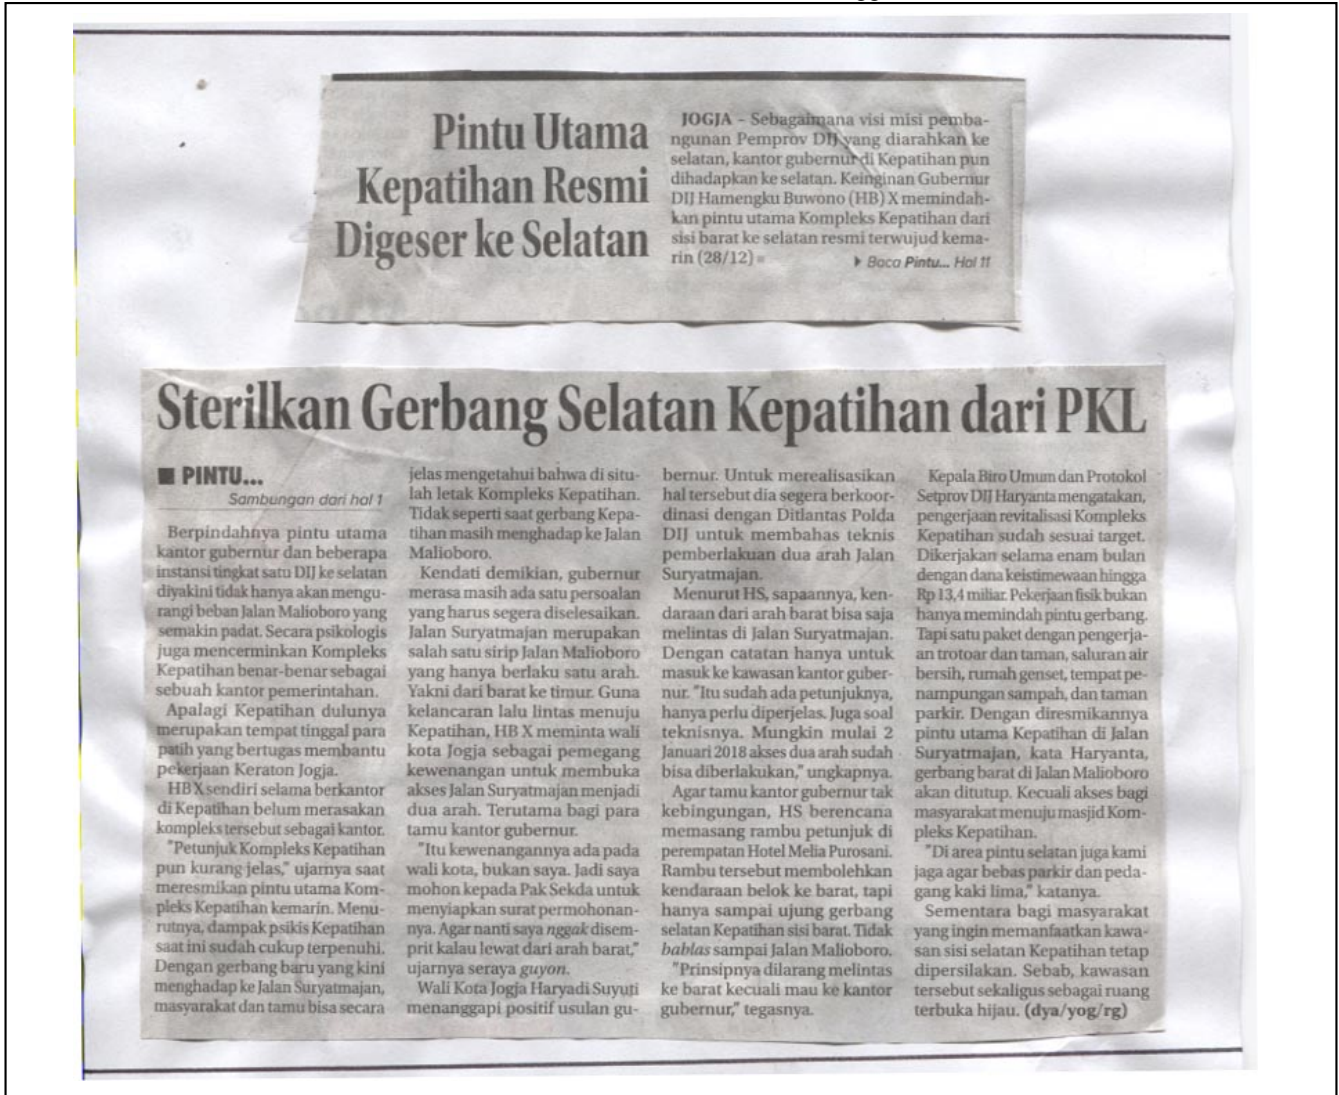 Pintu Utama
Kepatihan Resmi
Digeser ke Selatan
JOGJA - Sebagaimana visi misi pemba-
ngunan Pemprov DIJ yang diarahkan ke
selatan, kantor gubernur di Kepatihan pun
dihadapkan ke selatan. Keinginan Gubernur
DIJ Hamengku Buwono (HB) X memindah-
kan pintu utama Kompleks Kepatihan dari
sisi barat ke selatan resmi terwujud kema-
rin (28/12)
Baca Pintu... Hal 11
Sterilkan Gerbang Selatan Kepatihan dari PKL
PINTU...
Sambungan dari hal 1
Berpindahnya pintu utama
kantor gubernur dan beberapa
instansi tingkat satu DIJ ke selatan
diyakini tidak hanya akan mengu-
rangi beban Jalan Malioboro yang
semakin padat. Secara psikologis
juga mencerminkan Kompleks
Kepatihan benar-benar sebagai
sebuah kantor pemerintahan.
Apalagi Kepatihan dulunya
merupakan tempat tinggal para
patih yang bertugas membantu
pekerjaan Keraton Jogja.
HB X sendiri selama berkantor
di Kepatihan belum merasakan
kompleks tersebut sebagai kantor.
"Petunjuk Kompleks Kepatihan
pun kurang jelas," ujarnya saat
meresmikan pintu utama Kom-
pleks Kepatihan kemarin. Menu-
rutnya, dampak psikis Kepatihan
saat ini sudah cukup terpenuhi.
Dengan gerbang baru yang kini
menghadap ke Jalan Suryatmajan,
masyarakat dan tamu bisa secara
jelas mengetahui bahwa di situ-
lah letak Kompleks Kepatihan.
Tidak seperti saat gerbang Kepa-
tihan masih menghadap ke Jalan
Malioboro.
Kendati demikian, gubernur
merasa masih ada satu persoalan
yang harus segera diselesaikan.
Jalan Suryatmajan merupakan
salah satu sirip Jalan Malioboro
yang hanya berlaku satu arah.
Yakni dari barat ke timur. Guna
kelancaran lalu lintas menuju
Kepatihan, HB X meminta wali
kota Jogja sebagai pemegang
kewenangan untuk membuka
akses Jalan Suryatmajan menjadi
dua arah. Terutama bagi para
tamu kantor gubernur.
"Itu kewenangannya ada pada
wali kota, bukan saya. Jadi saya
mohon kepada Pak Sekda untuk
menyiapkan surat permohonan-
nya. Agar nanti saya nggak disem-
prit kalau lewat dari arah barat,"
ujarnya seraya guyon.
Wali Kota Jogja Haryadi Suyuti
menanggapi positif usulan gu-
bernur. Untuk merealisasikan
hal tersebut dia segera berkoor-
dinasi dengan Ditlantas Polda
DIJ untuk membahas teknis
pemberlakuan dua arah Jalan
Suryatmajan.
Menurut HS, sapaannya, ken-
daraan dari arah barat bisa saja
melintas di Jalan Suryatmajan.
Dengan catatan hanya untuk
masuk ke kawasan kantor guber-
nur. "Itu sudah ada petunjuknya,
hanya perlu diperjelas. Juga soal
teknisnya. Mungkin mulai 2
Januari 2018 akses dua arah sudah
bisa diberlakukan," ungkapnya.
Agar tamu kantor gubernur tak
kebingungan, HS berencana
memasang rambu petunjuk di
perempatan Hotel Melia Purosani.
Rambu tersebut membolehkan
kendaraan belok ke barat, tapi
hanya sampai ujung gerbang
selatan Kepatihan sisi barat. Tidak
bablas sampai Jalan Malioboro.
"Prinsipnya dilarang melintas
ke barat kecuali mau ke kantor
gubernur," tegasnya.
Kepala Biro Umum dan Protokol
Setprov DIJ Haryanta mengatakan,
pengerjaan revitalisasi Kompleks
Kepatihan sudah sesuai target.
Dikerjakan selama enam bulan
dengan dana keistimewaan hingga
Rp 13,4 miliar. Pekerjaan fisik bukan
hanya memindah pintu gerbang.
Tapi satu paket dengan pengerja-
an trotoar dan taman, saluran air
bersih, rumah genset, tempat pe-
nampungan sampah, dan taman
parkir. Dengan diresmikannya
pintu utama Kepatihan di Jalan
Suryatmajan, kata Haryanta,
gerbang barat di Jalan Malioboro
akan ditutup. Kecuali akses bagi
masyarakat menuju masjid Kom-
pleks Kepatihan.
"Di area pintu selatan juga kami
jaga agar bebas parkir dan peda-
gang kaki lima," katanya.
Sementara bagi masyarakat
yang ingin memanfaatkan kawa-
san sisi selatan Kepatihan tetap
dipersilakan. Sebab, kawasan
tersebut sekaligus sebagai ruang
terbuka hijau. (dya/yog/rg)